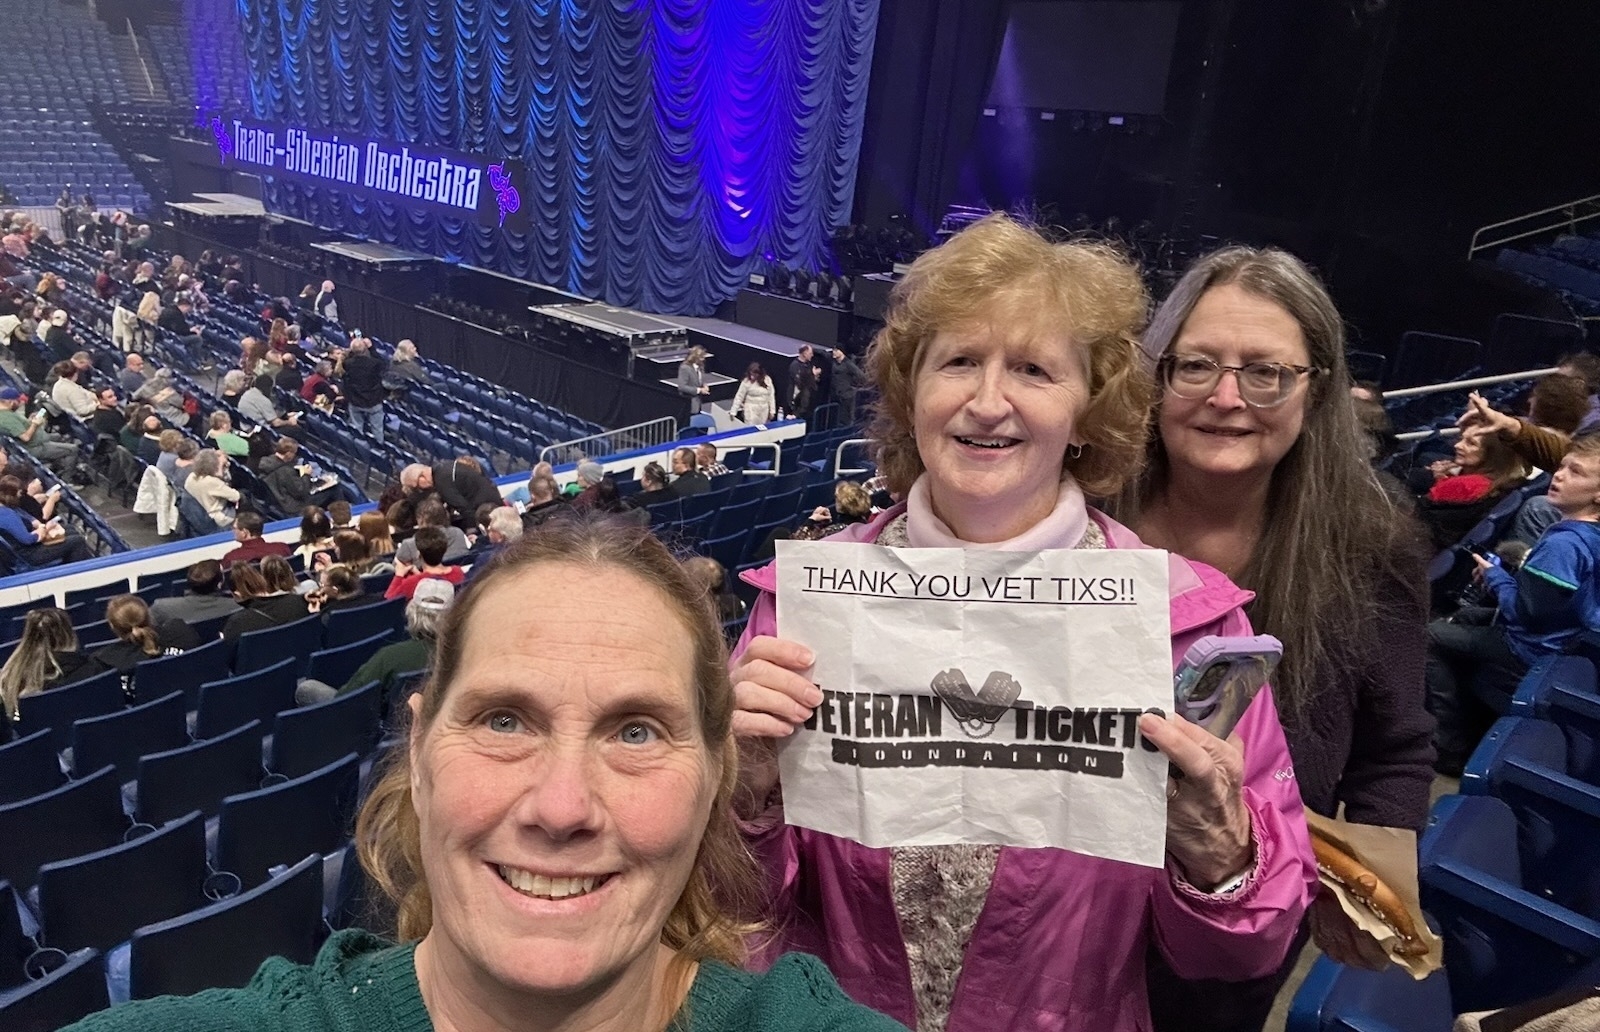 Trans-Siberian Orchestra
THANK YOU VET TIXS!!
VETERAN TICKETS
FOUNDATION